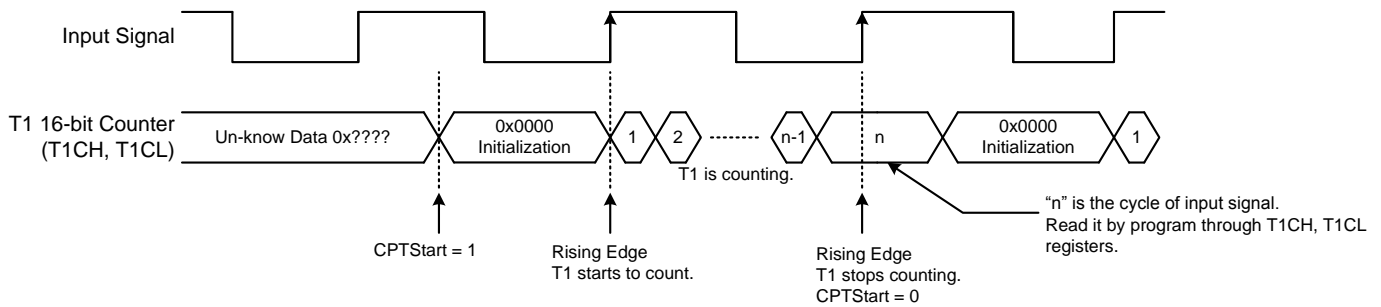 Input Signal
T1 16-bit Counter
(T1CH, T1CL)
Un-know Data 0x????
0x0000
Initialization
1
2
n-1
n
0x0000
Initialization
1
T1 is counting.
CPTStart = 1
Rising Edge
T1 starts to count.
Rising Edge
T1 stops counting.
CPTStart = 0
“n” is the cycle of input signal.
Read it by program through T1CH, T1CL
registers.